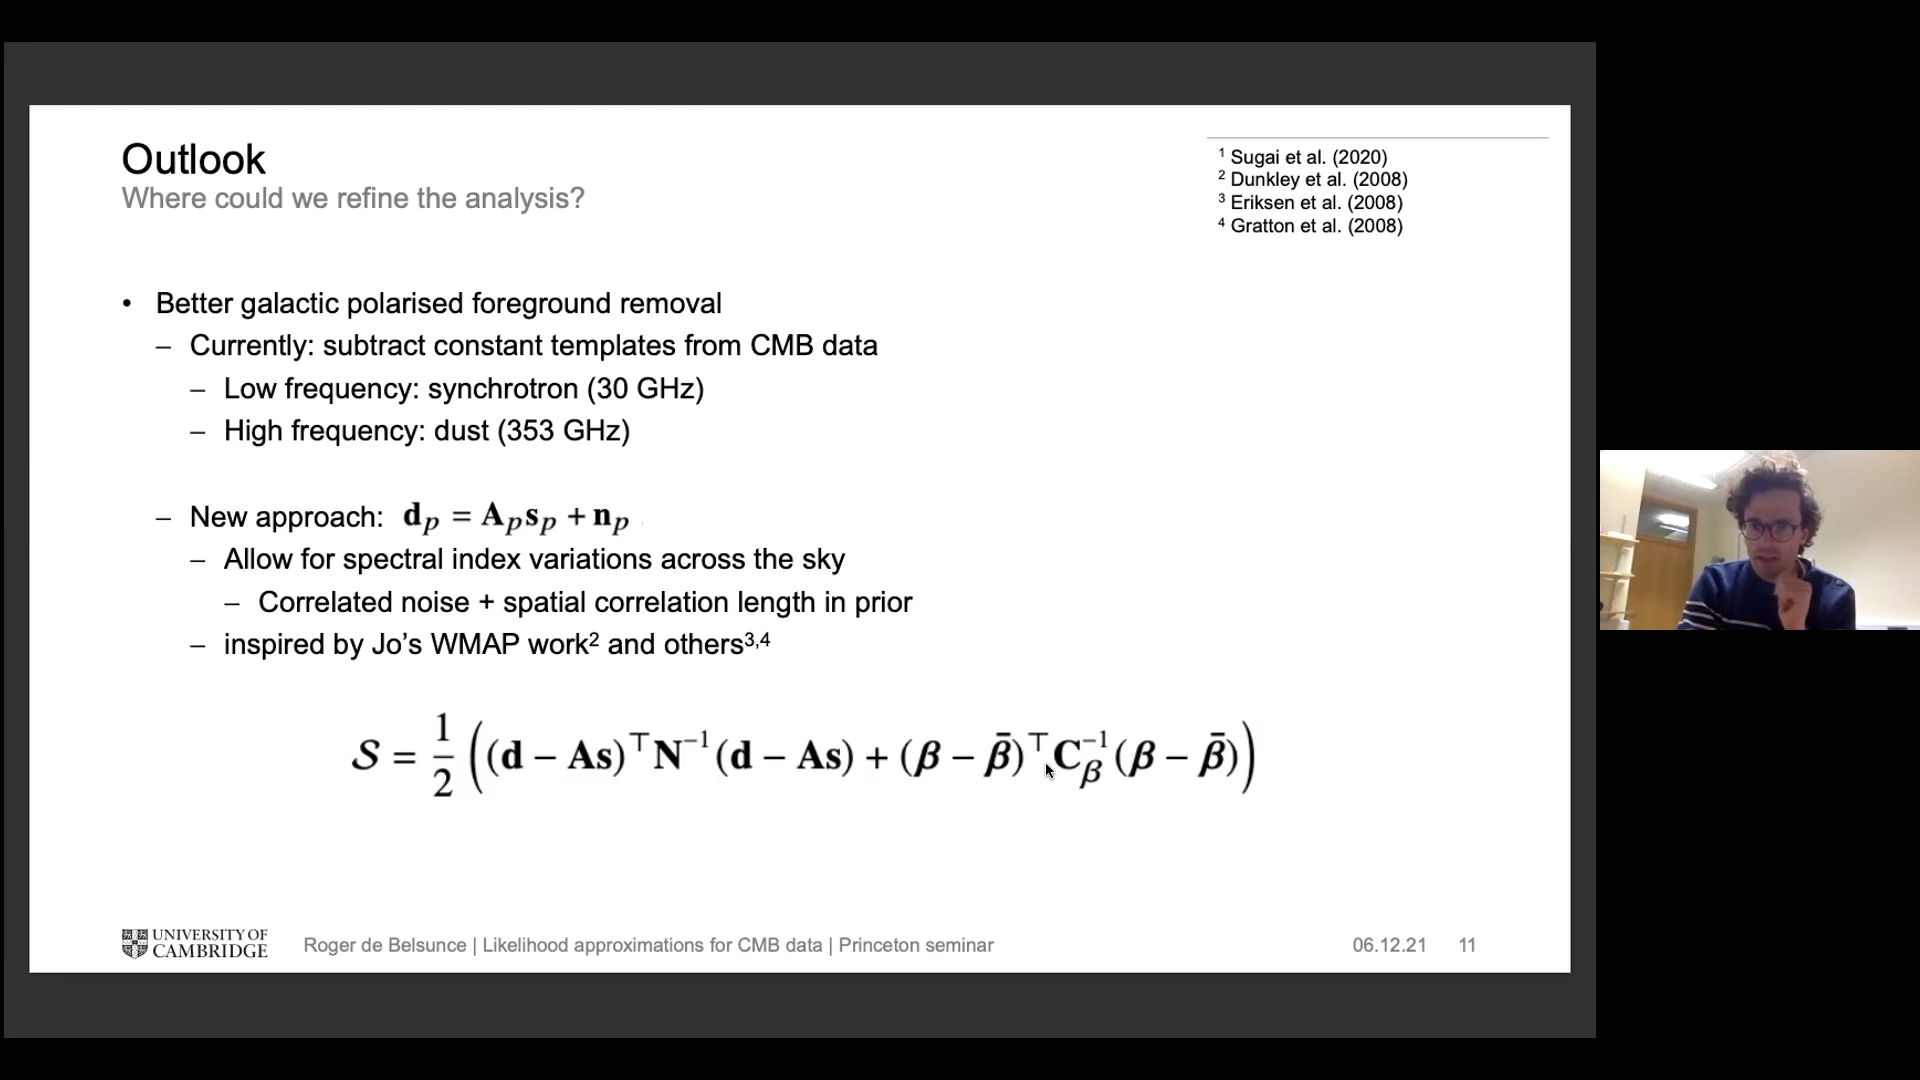 Outlook
Where could we refine the analysis?
¹ Sugai et al. (2020)
² Dunkley et al. (2008)
³ Eriksen et al. (2008)
⁴ Gratton et al. (2008)
• Better galactic polarised foreground removal
– Currently: subtract constant templates from CMB data
– Low frequency: synchrotron (30 GHz)
– High frequency: dust (353 GHz)
– New approach: d_p = A_p s_p + n_p
– Allow for spectral index variations across the sky
– Correlated noise + spatial correlation length in prior
– inspired by Jo’s WMAP work² and others³,⁴
𝒮 = 1/2 ((d − As)^⊤ N^{-1} (d − As) + (β − β̄)^⊤ C_β^{-1} (β − β̄))
UNIVERSITY OF
CAMBRIDGE
Roger de Belsunce | Likelihood approximations for CMB data | Princeton seminar
06.12.21 11